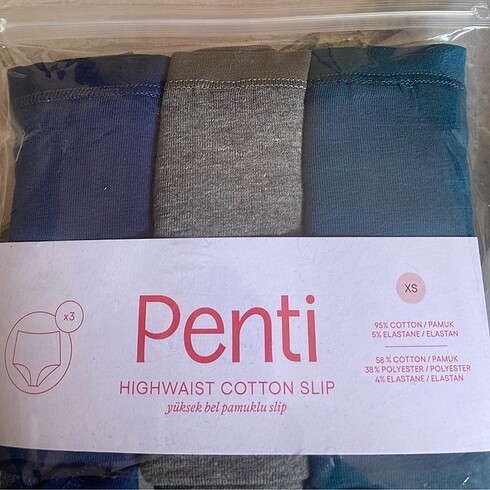 x3
Penti
HIGHWAIST COTTON SLIP
yüksek bel pamuklu slip
XS
95% COTTON / PAMUK
5% ELASTANE / ELASTAN
58 % COTTON / PAMUK
38% POLYESTER / POLYESTER
4% ELASTANE / ELASTAN